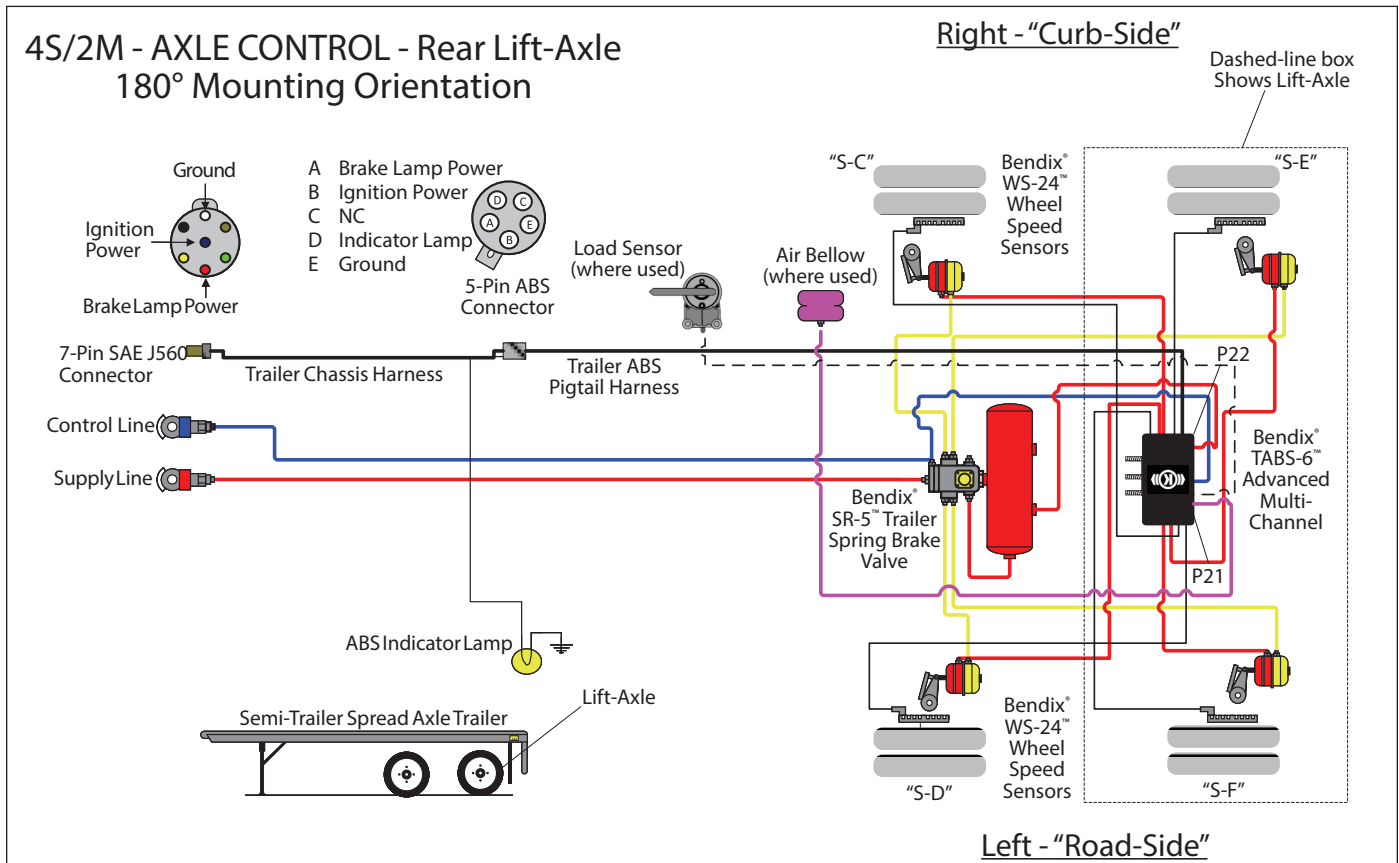 4S/2M - AXLE CONTROL - Rear Lift-Axle
180° Mounting Orientation
Right - “Curb-Side”
Dashed-line box
Shows Lift-Axle
Ground
Ignition
Power
Brake Lamp Power
A Brake Lamp Power
B Ignition Power
C NC
D Indicator Lamp
E Ground
D C
A E
B
5-Pin ABS
Connector
Load Sensor
(where used)
Air Bellow
(where used)
“S-C”
Bendix®
WS-24™
Wheel
Speed
Sensors
“S-E”
7-Pin SAE J560
Connector
Trailer Chassis Harness
Trailer ABS
Pigtail Harness
P22
Control Line
Supply Line
Bendix®
SR-5™ Trailer
Spring Brake
Valve
Bendix®
TABS-6™
Advanced
Multi-
Channel
P21
ABS Indicator Lamp
Lift-Axle
Semi-Trailer Spread Axle Trailer
Bendix®
WS-24™
Wheel
Speed
Sensors
“S-D”
“S-F”
Left - “Road-Side”